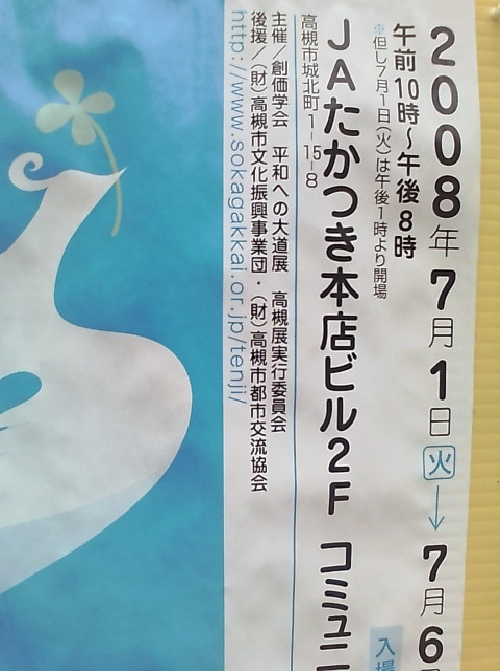 2008年7月1日火→7月6
午前10時〜午後8時
※但し7月1日(火)は午後1時より開場
入場
JAたかつき本店ビル2F コミュニ
高槻市城北町1-15-8
主催/創価学会 平和への大道展 高槻展実行委員会
後援/(財)高槻市文化振興事業団・(財)高槻市都市交流協会
http://www.sokagakkai.or.jp/tenji/